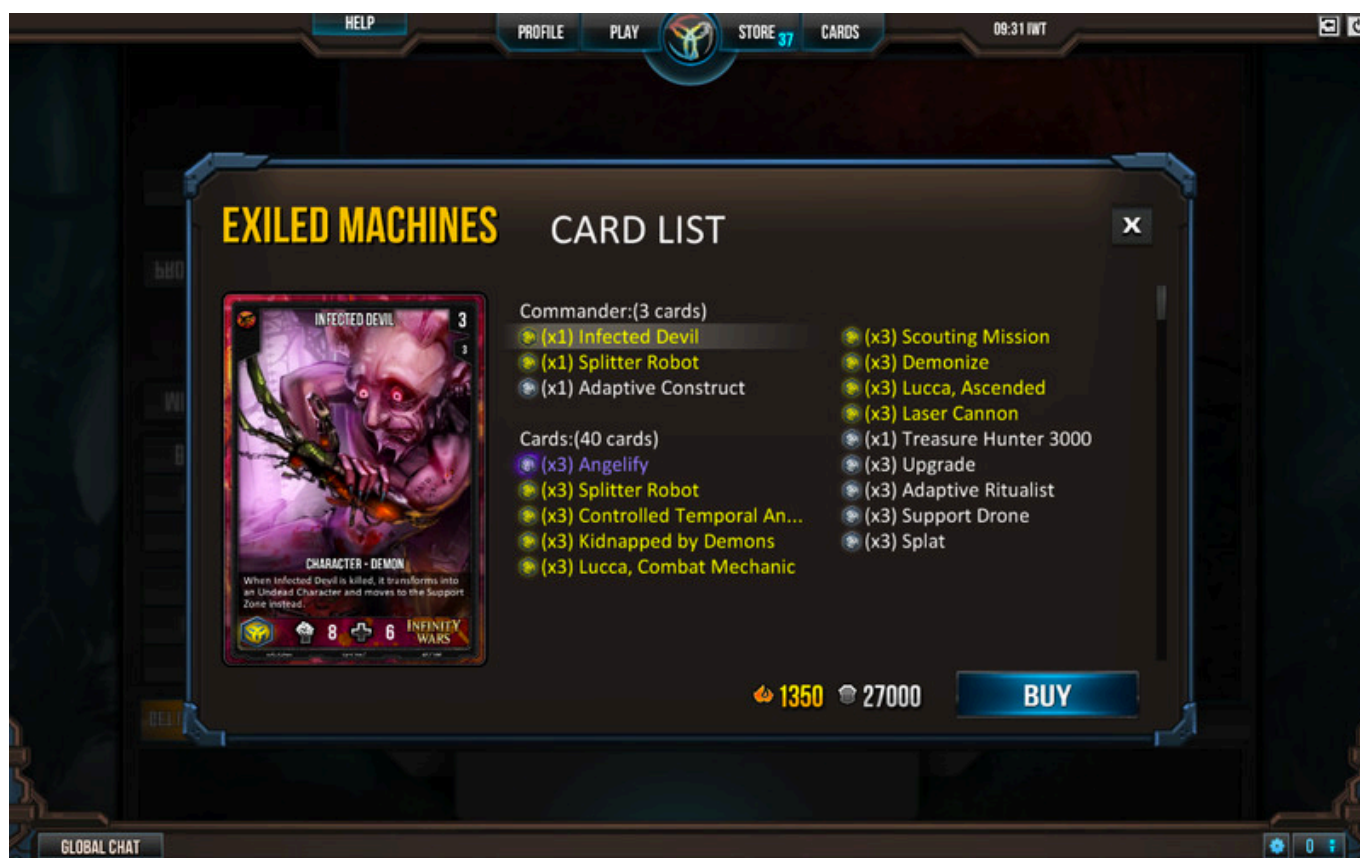 HELP
PROFILE
PLAY
STORE 37
CARDS
09:31 IWT
EXILED MACHINES
CARD LIST
X
INFECTED DEVIL
3
3
CHARACTER - DEMON
When Infected Devil is killed, it transforms into
an Undead Character and moves to the Support
Zone instead.
8
6
INFINITY
WARS
Commander:(3 cards)
(x1) Infected Devil
(x1) Splitter Robot
(x1) Adaptive Construct
Cards:(40 cards)
(x3) Angelify
(x3) Splitter Robot
(x3) Controlled Temporal An...
(x3) Kidnapped by Demons
(x3) Lucca, Combat Mechanic
(x3) Scouting Mission
(x3) Demonize
(x3) Lucca, Ascended
(x3) Laser Cannon
(x1) Treasure Hunter 3000
(x3) Upgrade
(x3) Adaptive Ritualist
(x3) Support Drone
(x3) Splat
1350
27000
BUY
GLOBAL CHAT
0